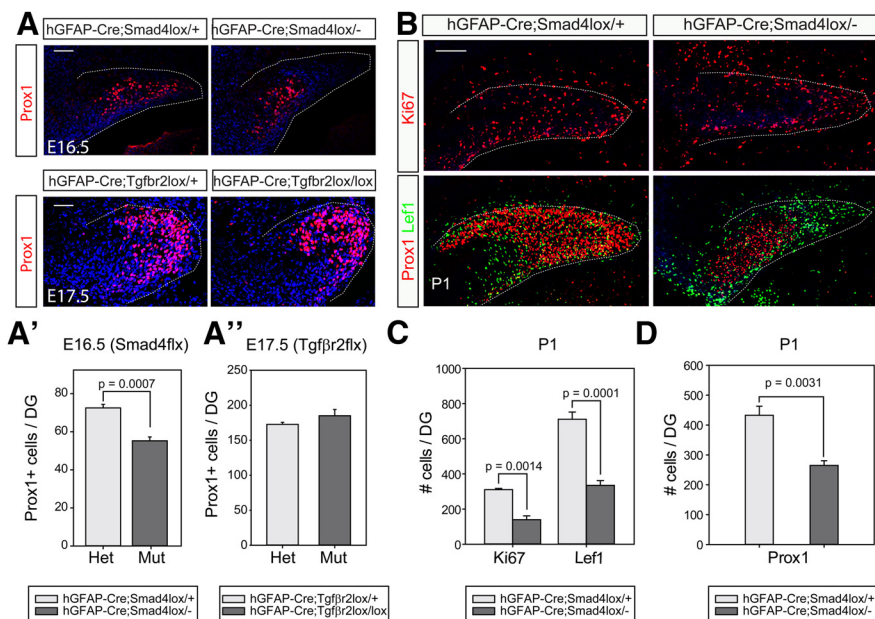 A
hGFAP-Cre;Smad4lox/+
hGFAP-Cre;Smad4lox/-
Prox1
E16.5
hGFAP-Cre;Tgfbr2lox/+
hGFAP-Cre;Tgfbr2lox/lox
Prox1
E17.5
B
hGFAP-Cre;Smad4lox/+
hGFAP-Cre;Smad4lox/-
Ki67
Prox1 Lef1
P1
A'
E16.5 (Smad4flx)
Prox1+ cells / DG
80
60
40
20
0
p = 0.0007
Het
Mut
hGFAP-Cre;Smad4lox/+
hGFAP-Cre;Smad4lox/-
A''
E17.5 (Tgfβr2flx)
Prox1+ cells / DG
250
200
150
100
50
0
Het
Mut
hGFAP-Cre;Tgfβr2lox/+
hGFAP-Cre;Tgfβr2lox/lox
C
P1
# cells / DG
1000
800
600
400
200
0
p = 0.0014
p = 0.0001
Ki67
Lef1
hGFAP-Cre;Smad4lox/+
hGFAP-Cre;Smad4lox/-
D
P1
# cells / DG
600
500
400
300
200
100
0
p = 0.0031
Prox1
hGFAP-Cre;Smad4lox/+
hGFAP-Cre;Smad4lox/-